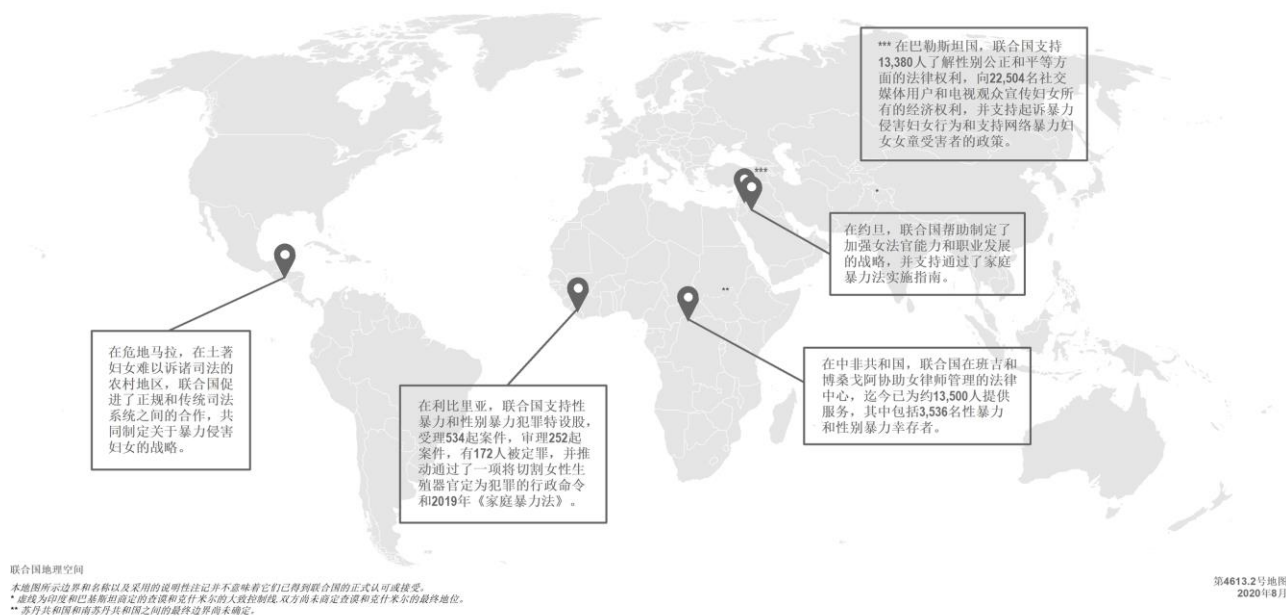 *** 在巴勒斯坦国，联合国支持
13,380人了解性别公正和平等方
面的法律权利，向22,504名社交
媒体用户和电视观众宣传妇女所
有的经济权利，并支持起诉暴力
侵害妇女行为和支持网络暴力妇
女女童受害者的政策。
***
*
在约旦，联合国帮助制定了
加强女法官能力和职业发展
的战略，并支持通过了家庭
暴力法实施指南。
**
在危地马拉，在土著
妇女难以诉诸司法的
农村地区，联合国促
进了正规和传统司法
系统之间的合作，共
同制定关于暴力侵害
妇女的战略。
在利比里亚，联合国支持性
暴力和性别暴力犯罪特设股，
受理534起案件，审理252起
案件，有172人被定罪，并推
动通过了一项将切割女性生
殖器官定为犯罪的行政命令
和2019年《家庭暴力法》。
在中非共和国，联合国在班吉和
博桑戈阿协助女律师管理的法律
中心，迄今已为约13,500人提供
服务，其中包括3,536名性暴力
和性别暴力幸存者。
联合国地理空间
本地图所示边界和名称以及采用的说明性注记并不意味着它们已得到联合国的正式认可或接受。
* 虚线为印度和巴基斯坦商定的查谟和克什米尔的大致控制线.双方尚未商定查谟和克什米尔的最终地位。
** 苏丹共和国和南苏丹共和国之间的最终边界尚未确定。
第4613.2号地图
2020年8月